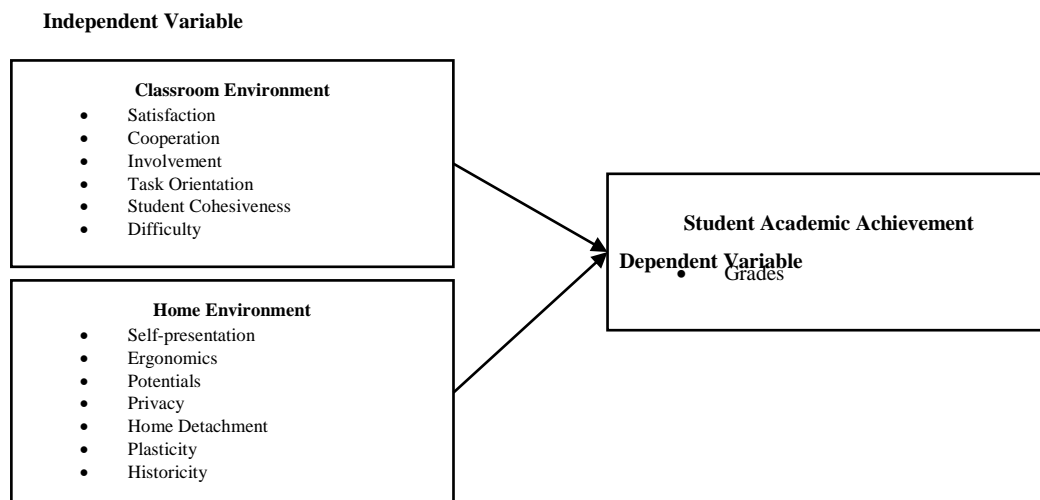 Independent Variable
Classroom Environment
• Satisfaction
• Cooperation
• Involvement
• Task Orientation
• Student Cohesiveness
• Difficulty
Home Environment
• Self-presentation
• Ergonomics
• Potentials
• Privacy
• Home Detachment
• Plasticity
• Historicity
Student Academic Achievement
Dependent Variable
• Grades